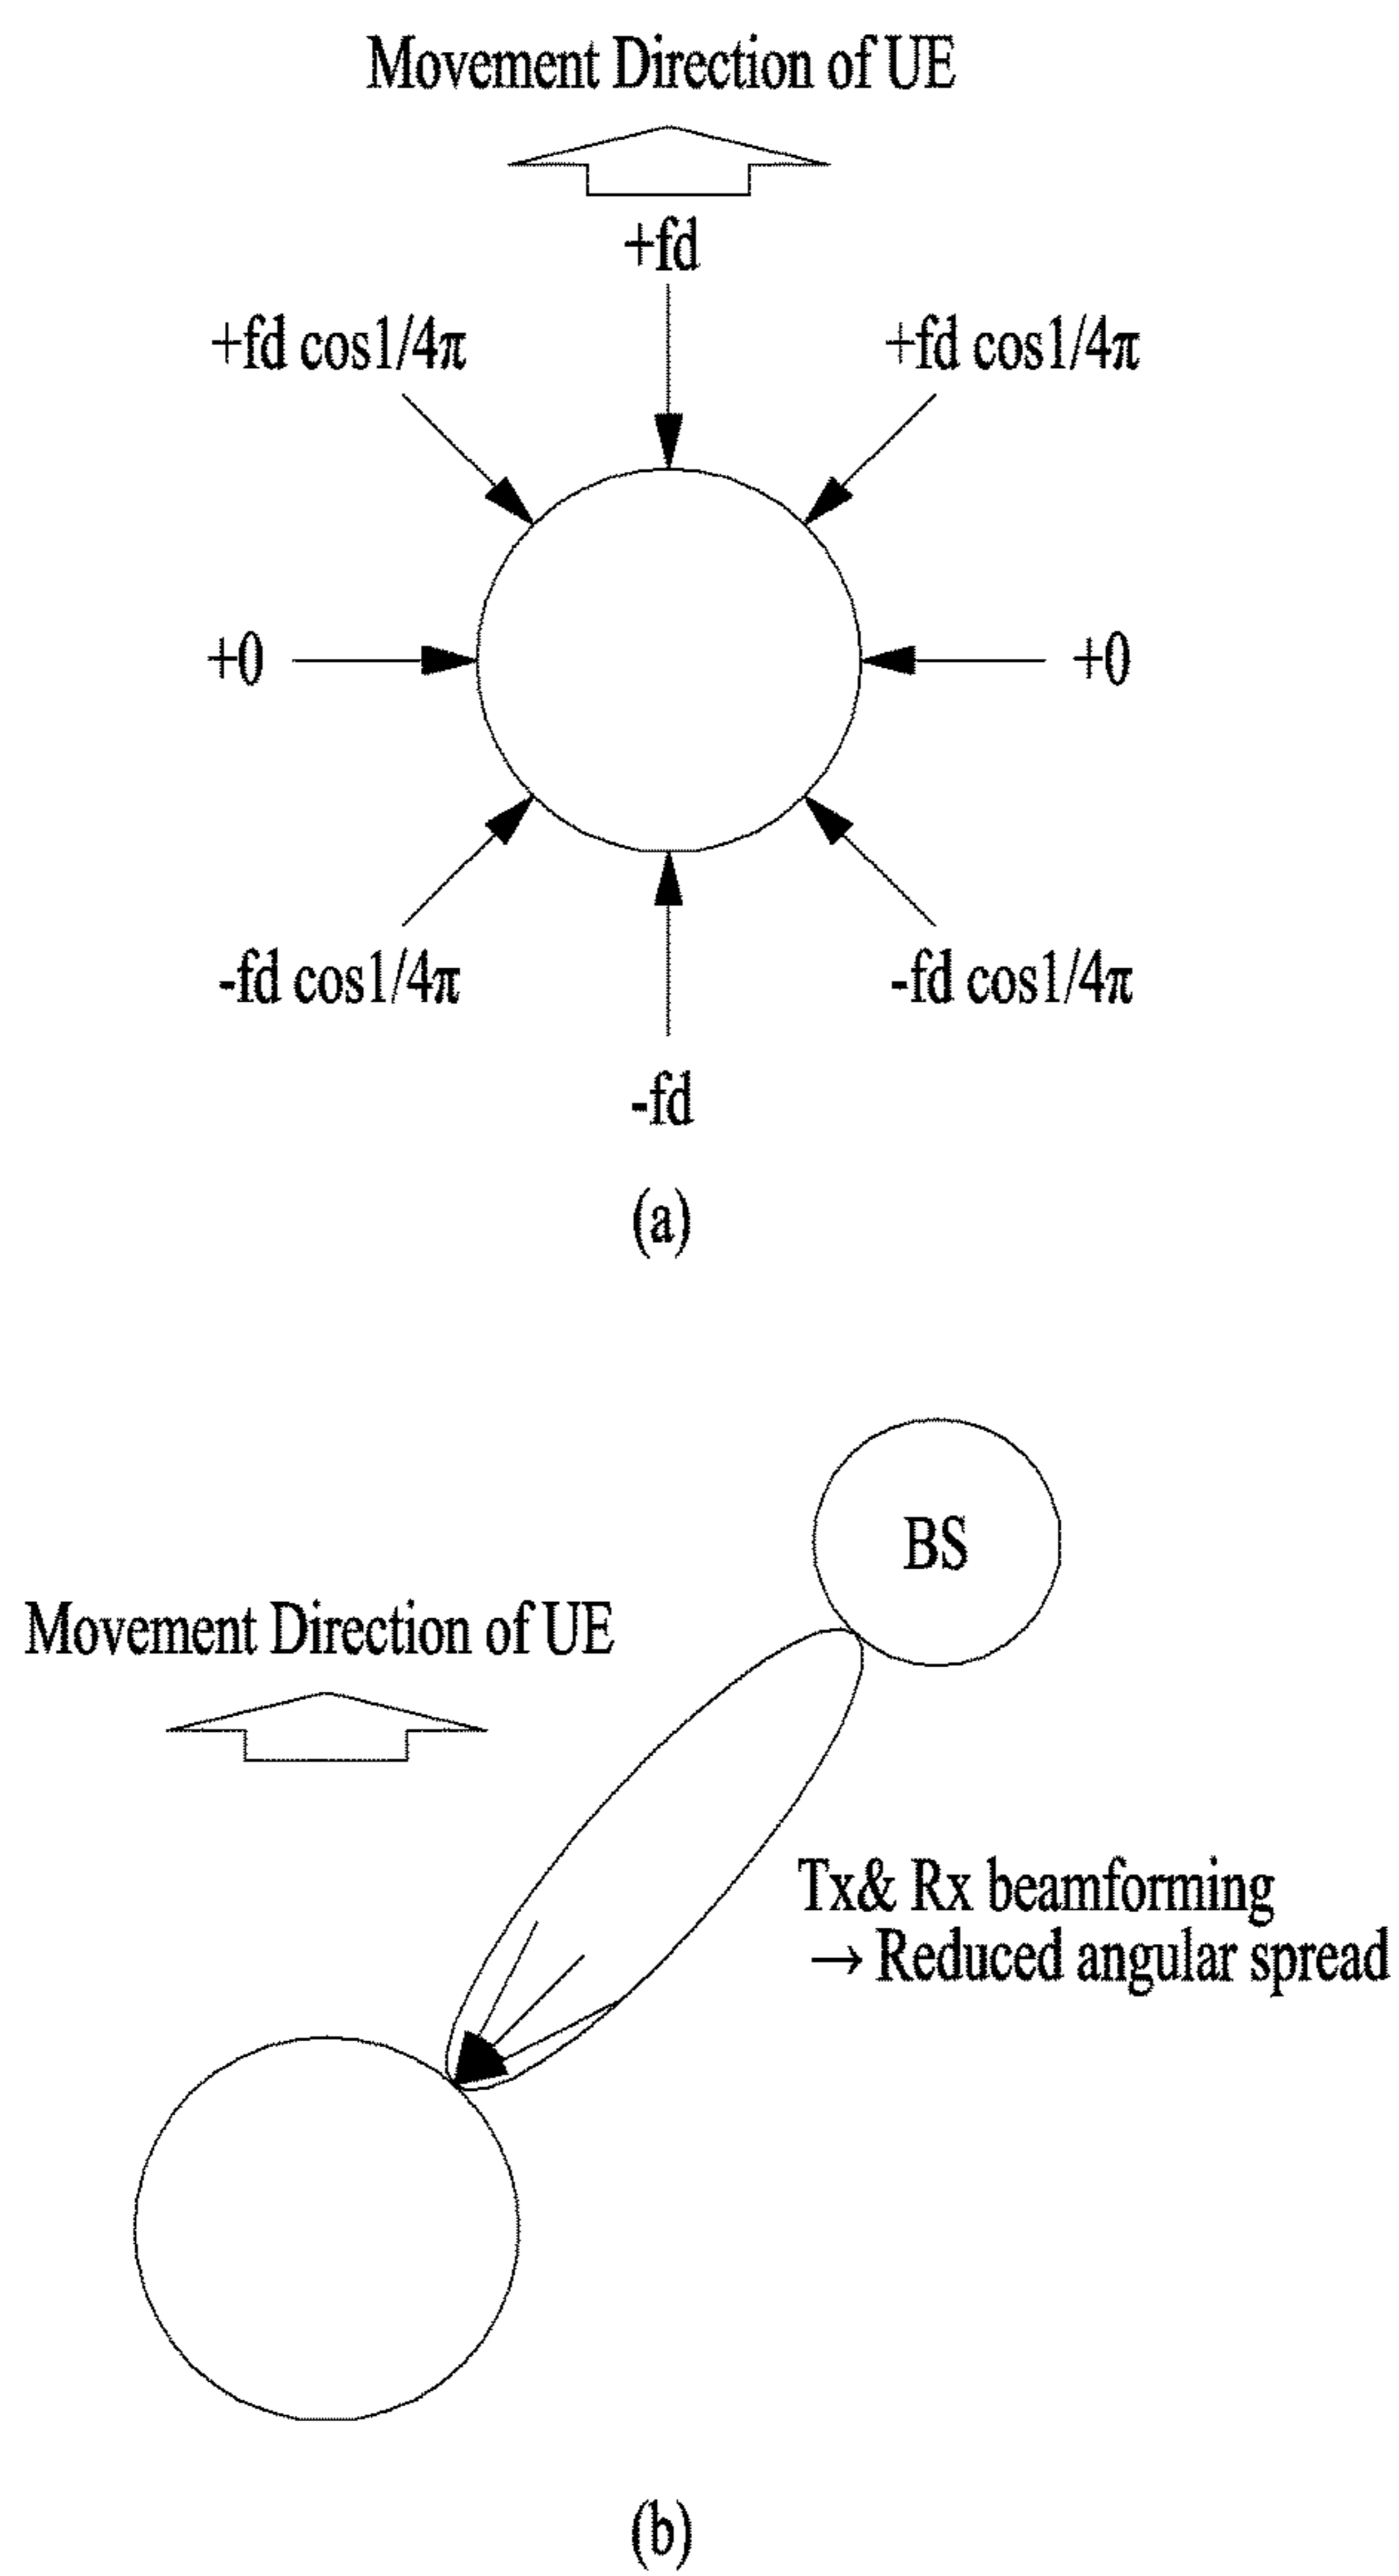 Movement Direction of UE
+fd
+fd cos1/4π
+fd cos1/4π
+0
+0
-fd cos1/4π
-fd cos1/4π
-fd
(a)
BS
Movement Direction of UE
Tx& Rx beamforming
→ Reduced angular spread
(b)